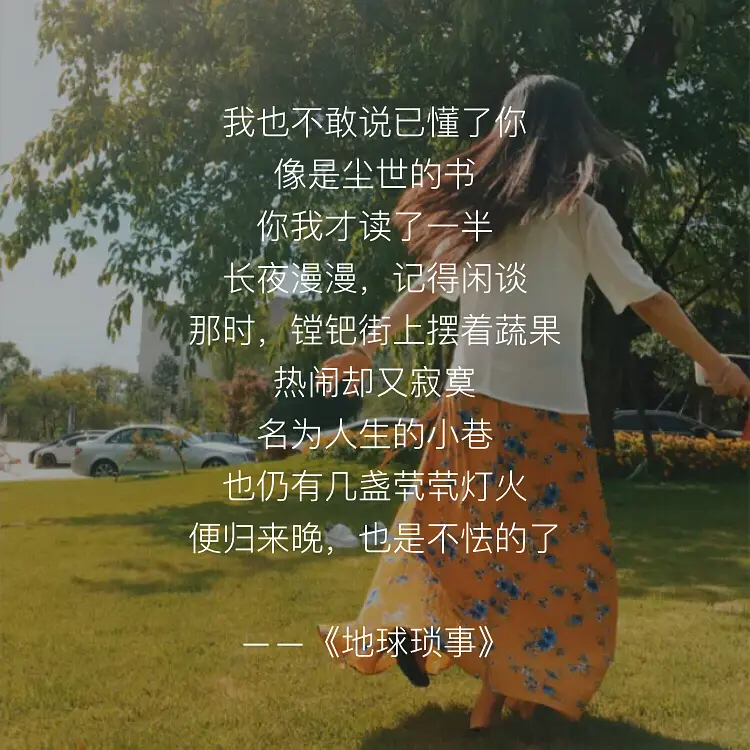 我也不敢说已懂了你
像是尘世的书
你我才读了一半
长夜漫漫，记得闲谈
那时，镗钯街上摆着蔬果
热闹却又寂寞
名为人生的小巷
也仍有几盏茕茕灯火
便归来晚，也是不怯的了
——《地球琐事》